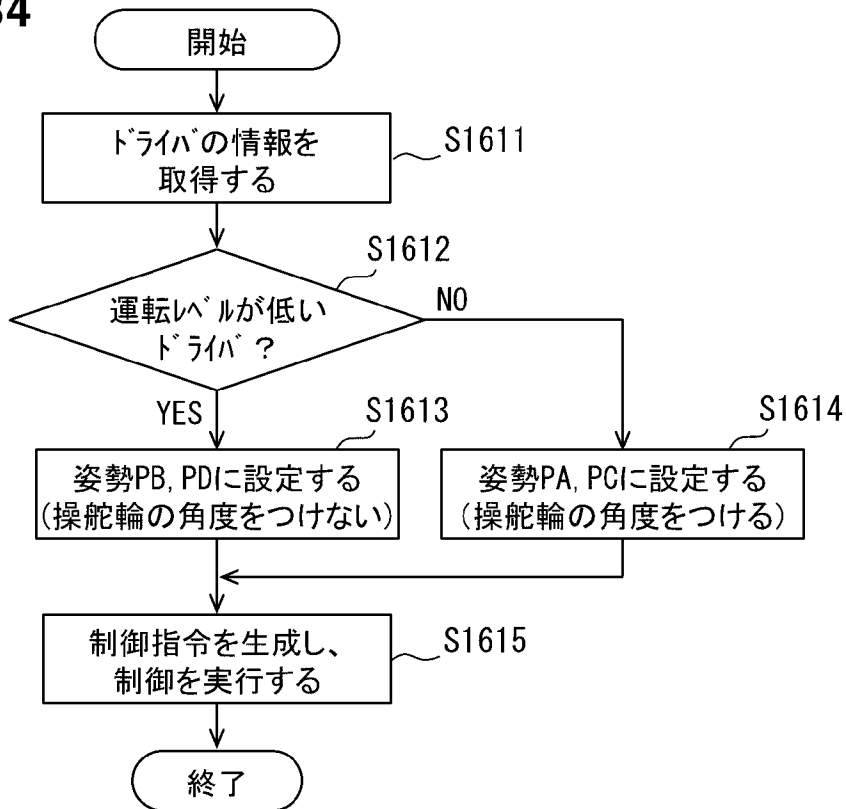 34
開始
ﾄﾞﾗｲﾊﾞの情報を
取得する
S1611
S1612
運転ﾚﾍﾞﾙが低い
ﾄﾞﾗｲﾊﾞ？
NO
YES
S1613
S1614
姿勢PB, PDに設定する
(操舵輪の角度をつけない)
姿勢PA, PCに設定する
(操舵輪の角度をつける)
制御指令を生成し、
制御を実行する
S1615
終了